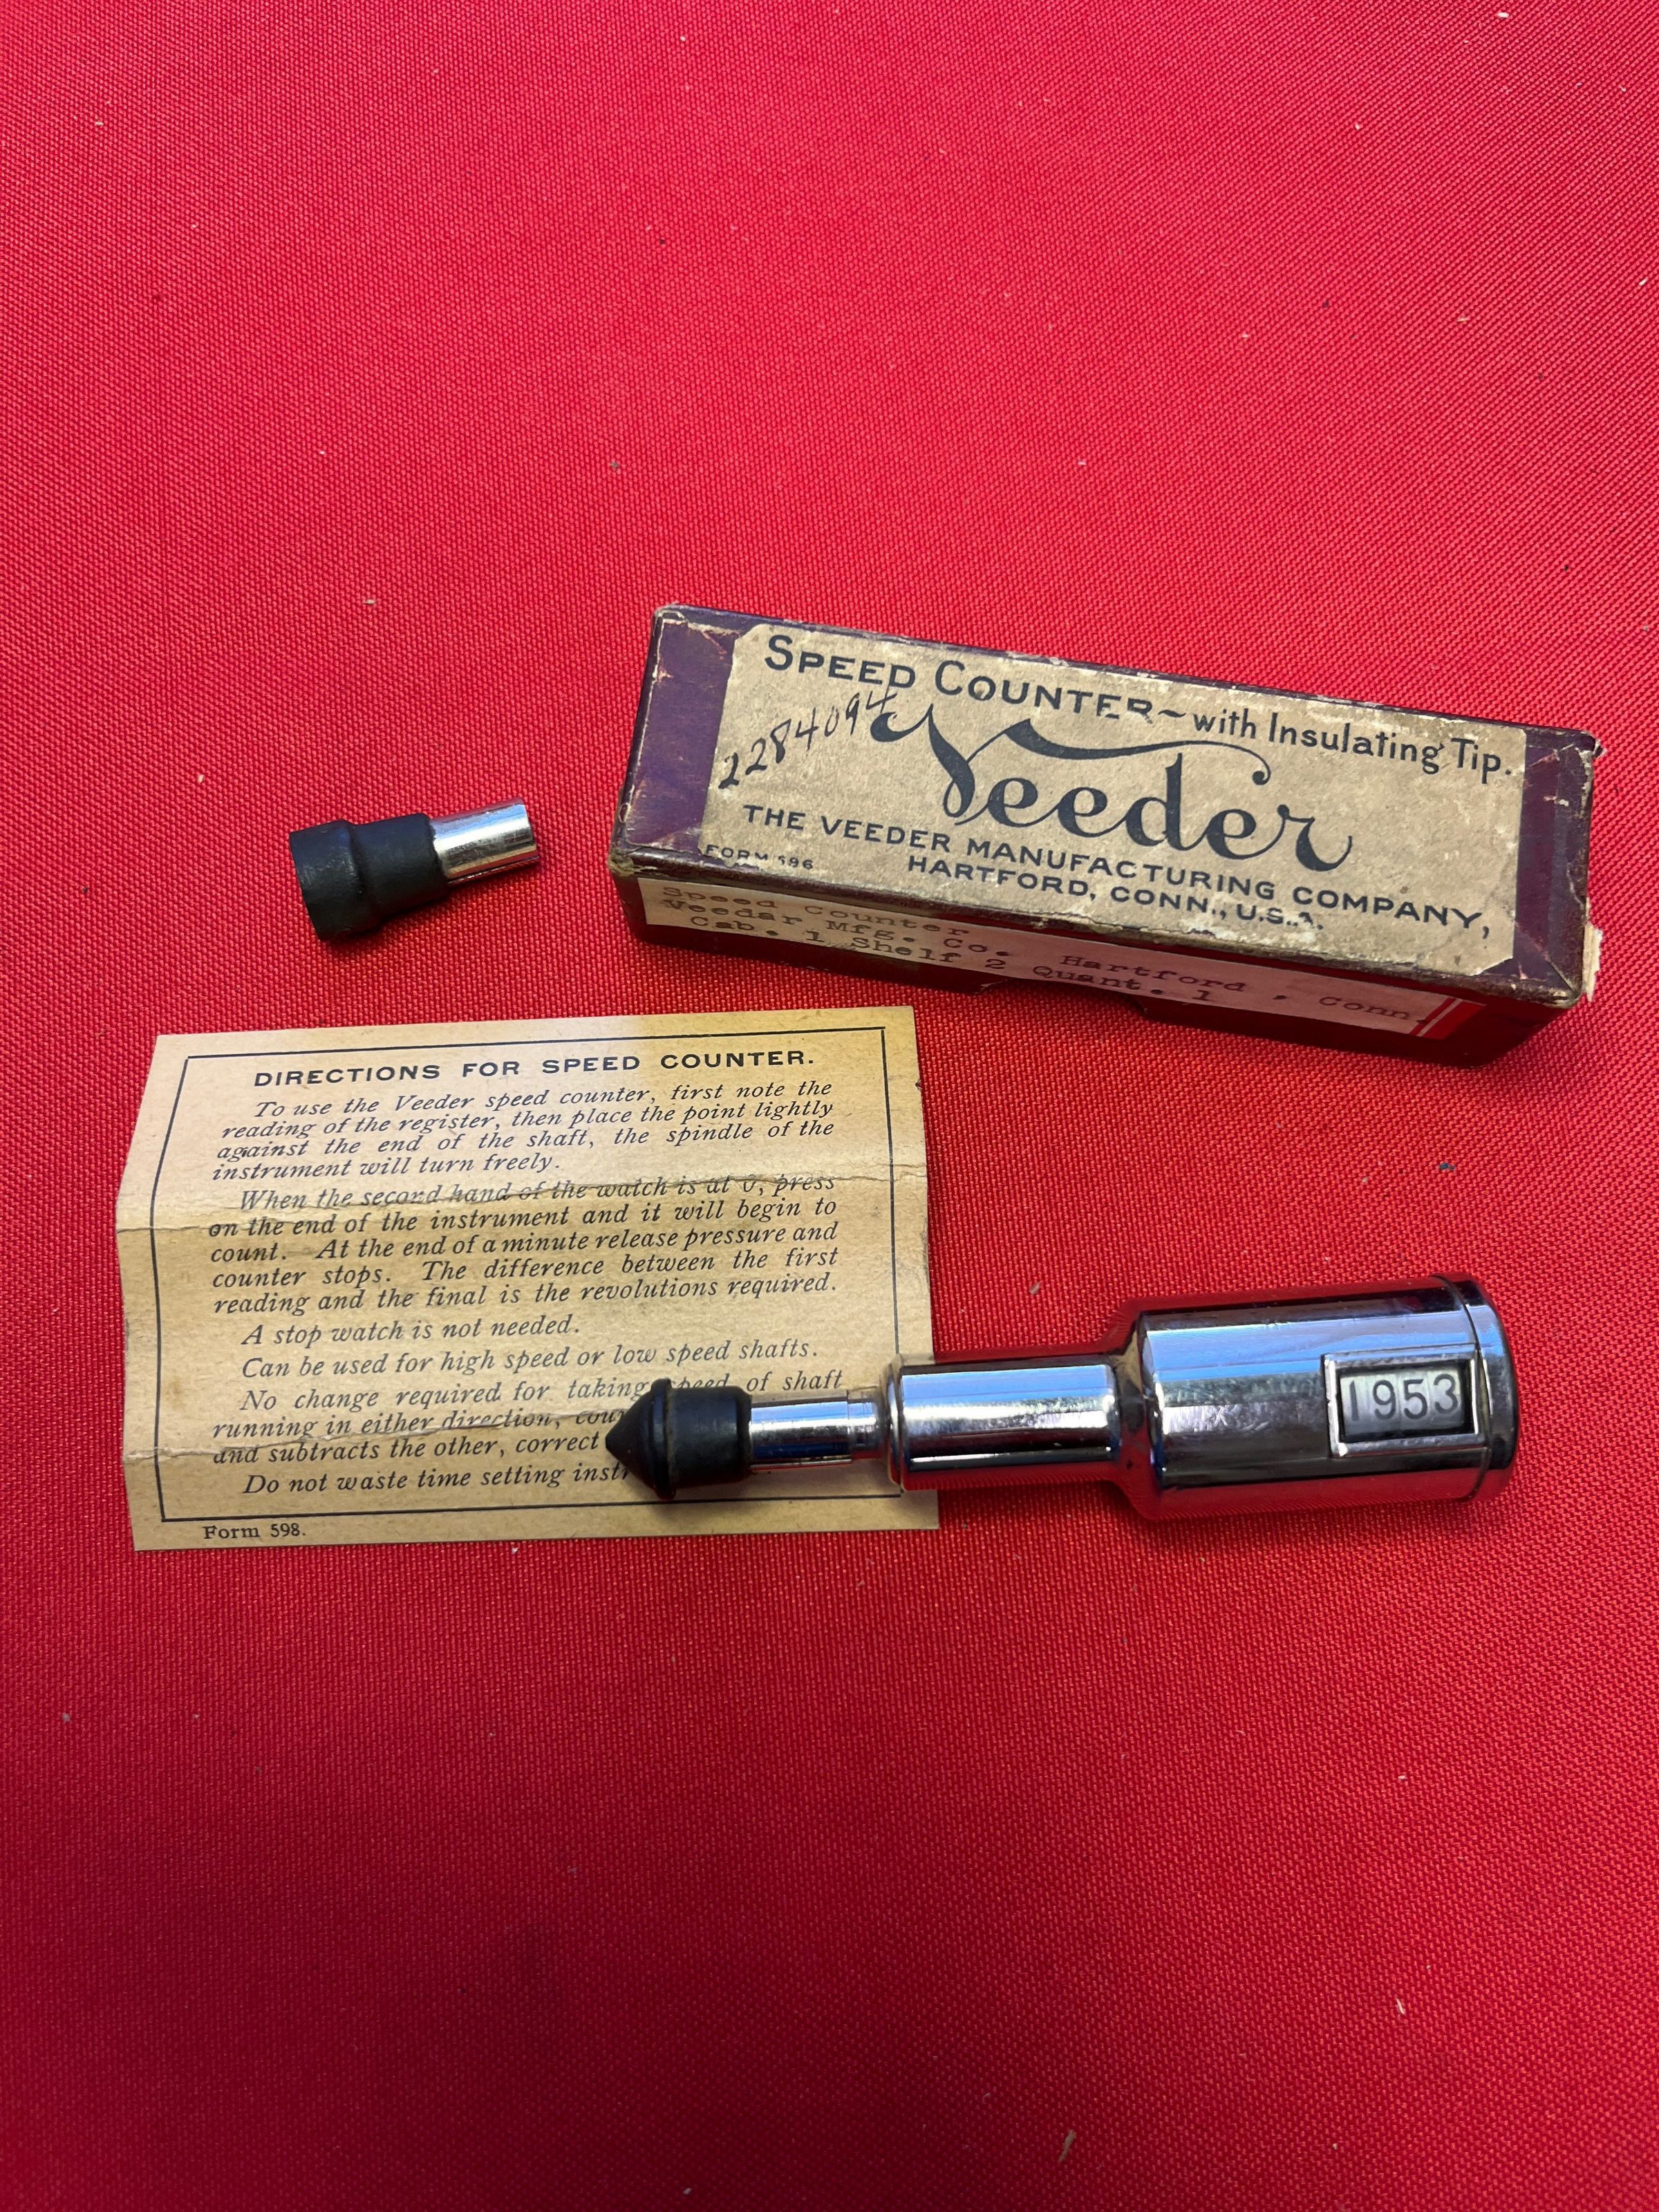 SPEED COUNTER~with Insulating Tip.
2284094
Veeder
THE VEEDER MANUFACTURING COMPANY,
HARTFORD, CONN., U.S.A.
FORM 596
Speed Counter
Veedar Mfg. Co. Hartford , Conn.
Cab. 1 Shelf 2 Quant. 1
DIRECTIONS FOR SPEED COUNTER.
To use the Veeder speed counter, first note the
reading of the register, then place the point lightly
against the end of the shaft, the spindle of the
instrument will turn freely.
When the second hand of the watch is at 0, press
on the end of the instrument and it will begin to
count. At the end of a minute release pressure and
counter stops. The difference between the first
reading and the final is the revolutions required.
A stop watch is not needed.
Can be used for high speed or low speed shafts.
No change required for taking speed of shaft
running in either direction,
and subtracts the other, correct
Do not waste time setting
Form 598.
1953